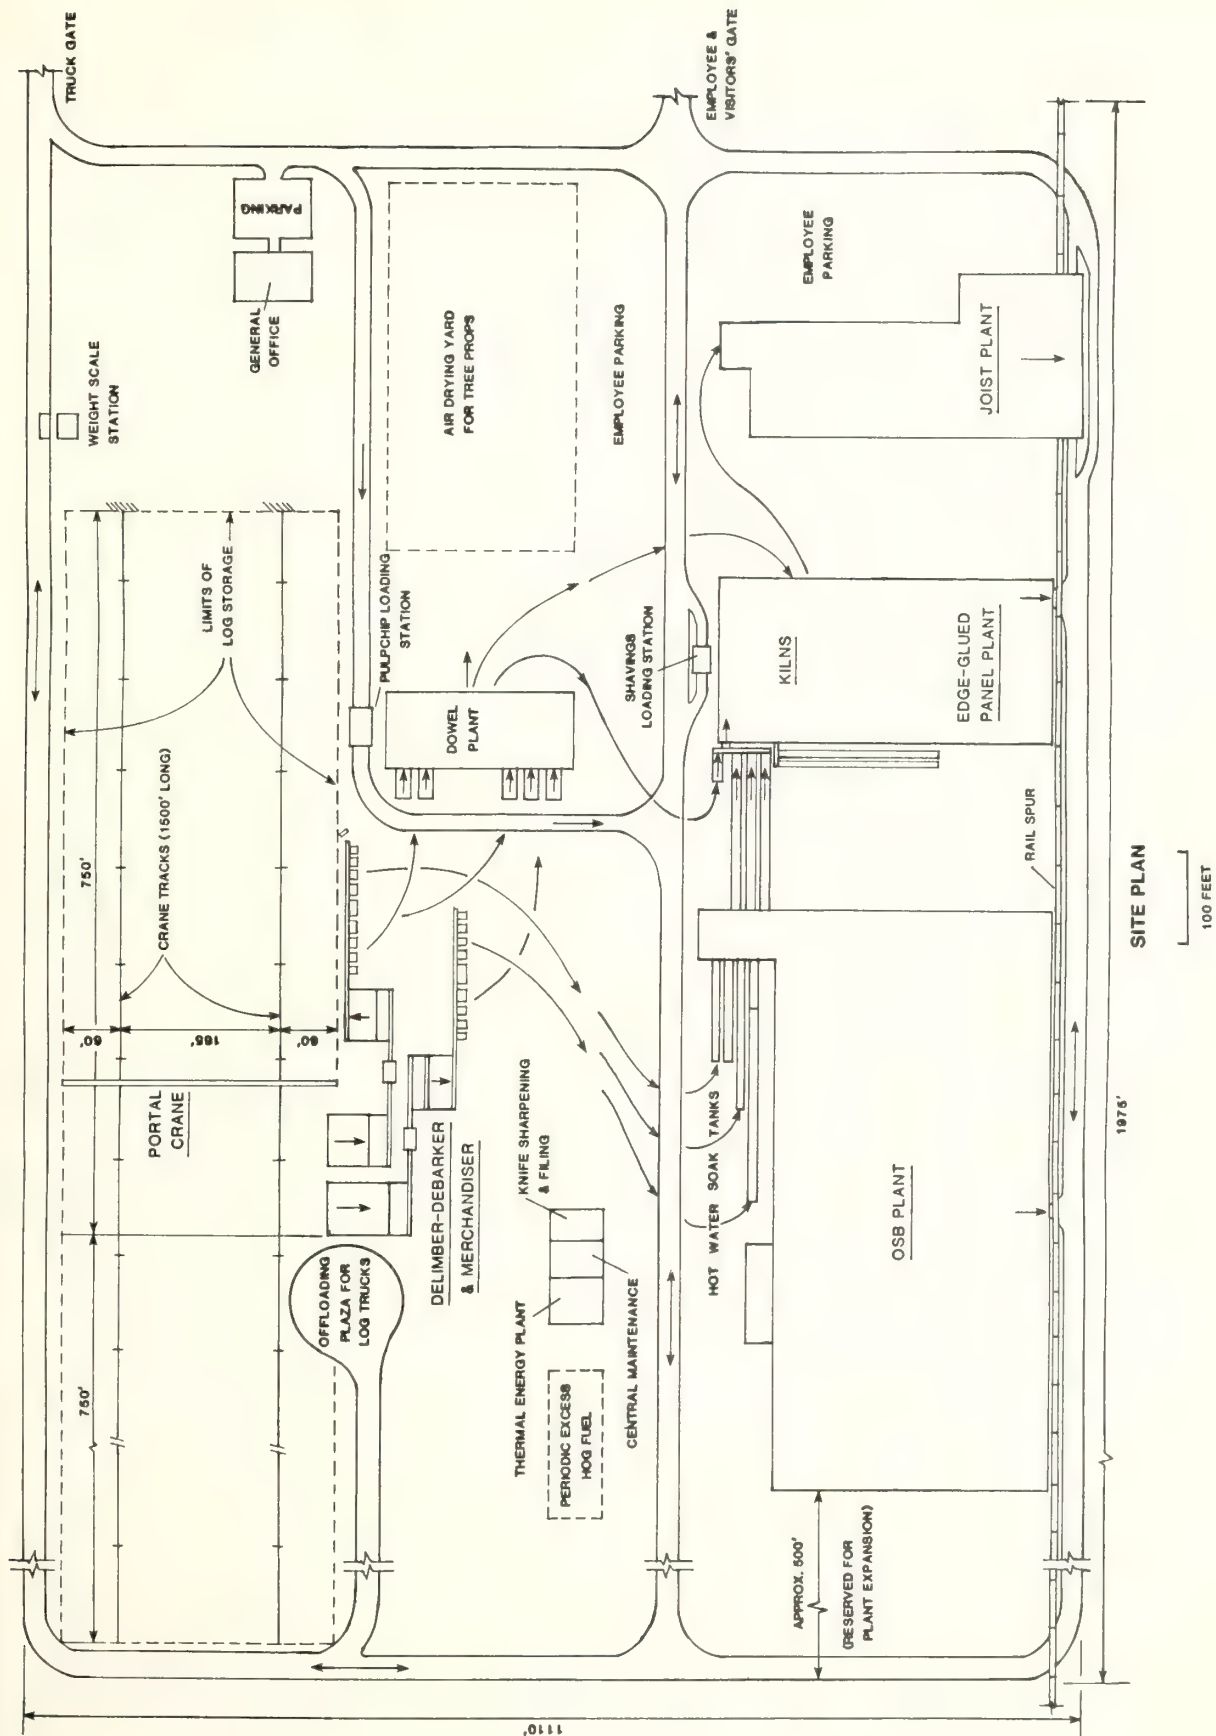 TRUCK GATE
EMPLOYEE &
VISITORS' GATE
PARKING
GENERAL
OFFICE
WEIGHT SCALE
STATION
AIR DRYING YARD
FOR TREE PROPS
EMPLOYEE PARKING
EMPLOYEE
PARKING
JOIST PLANT
LIMITS OF
LOG STORAGE
PULPCHIP LOADING
STATION
DOWEL
PLANT
SHAVINGS
LOADING STATION
KILNS
EDGE-GLUED
PANEL PLANT
750'
CRANE TRACKS (1500' LONG)
60'
165'
60'
PORTAL
CRANE
DELIMBER-DEBARKER
& MERCHANDISER
KNIFE SHARPENING
& FILING
HOT WATER SOAK TANKS
RAIL SPUR
SITE PLAN
100 FEET
1975'
OSB PLANT
OFFLOADING
PLAZA FOR
LOG TRUCKS
THERMAL ENERGY PLANT
CENTRAL MAINTENANCE
PERIODIC EXCESS
HOG FUEL
750'
APPROX. 500'
(RESERVED FOR
PLANT EXPANSION)
1110'